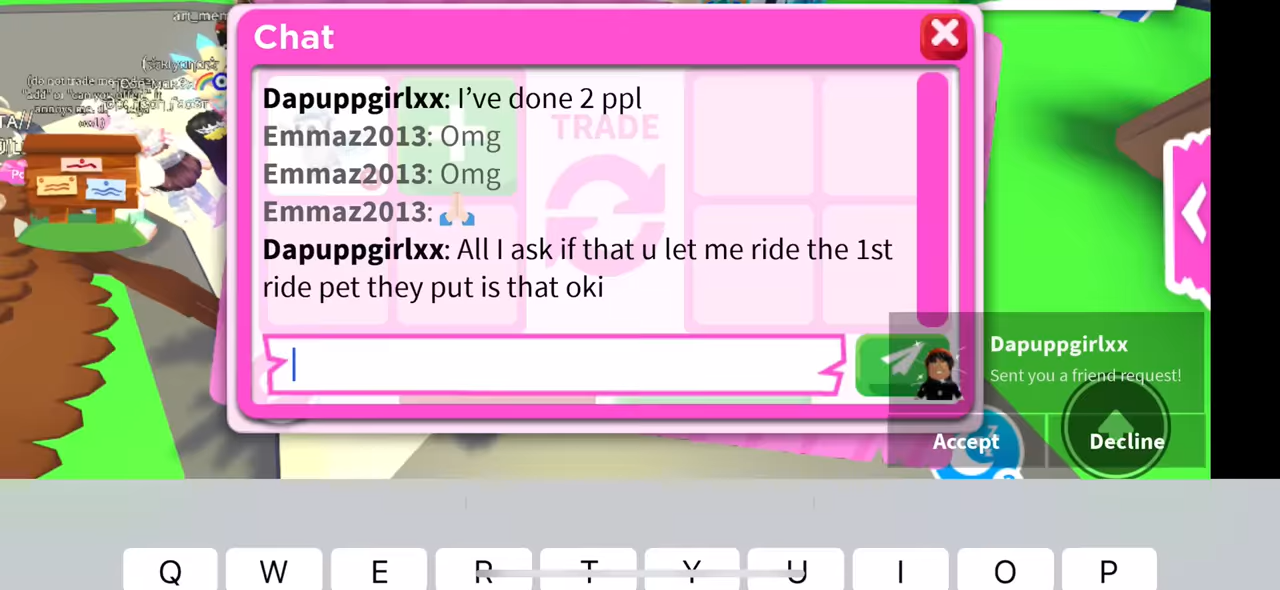 Chat
Dapuppgirlxx: I've done 2 ppl
TRADE
Emmaz2013: Omg
Emmaz2013: Omg
Emmaz2013: 🙏🏻
Dapuppgirlxx: All I ask if that u let me ride the 1st
ride pet they put is that oki
Dapuppgirlxx
Sent you a friend request!
Accept
Decline
Q W E R T Y U I O P